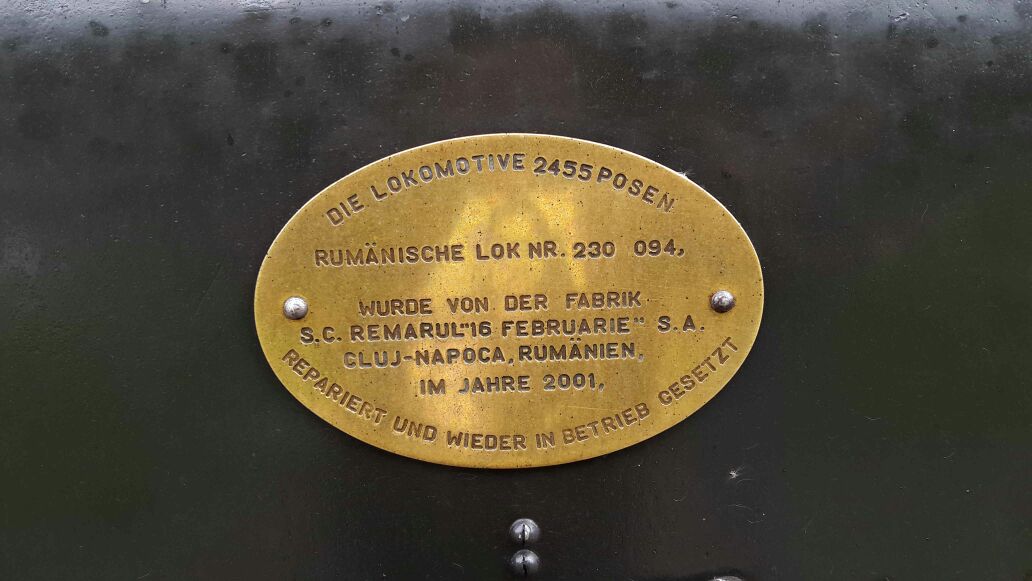 DIE LOKOMOTIVE 2455 POSEN
RUMÄNISCHE LOK NR. 230 094,
WURDE VON DER FABRIK
S.C. REMARUL"16 FEBRUARIE" S.A.
CLUJ-NAPOCA, RUMÄNIEN,
IM JAHRE 2001,
REPARIERT UND WIEDER IN BETRIEB GESETZT